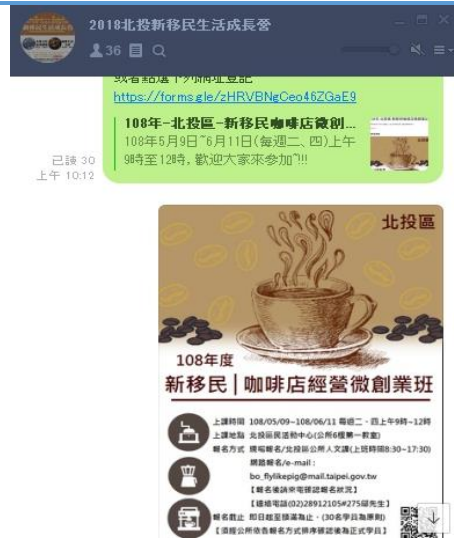 2018北投新移民生活成長營
36
或者點選下列網址登記
https://forms.gle/zHRVBNgCeo46ZGaE9
108年-北投區-新移民咖啡店微創...
108年5月9日~6月11日(每週二、四)上午
9時至12時, 歡迎大家來參加~!!!
已讀 30
上午 10:12
北投區
108年度
新移民|咖啡店經營微創業班
上課時間 108/05/09~108/06/11 每週二、四上午9時~12時
上課地點 北投區民活動中心(公所6樓第一教室)
報名方式 現場報名/北投區公所人文課(上班時間8:30~17:30)
網路報名/e-mail:
bo_flylikepig@mail.taipei.gov.tw
【報名後請來電確認報名狀況】
【連絡電話(02)28912105#275鄒先生】
報名截止 即日起至額滿為止,(30名學員為原則)
【須經公所依各報名方式排序確認後為正式學員】